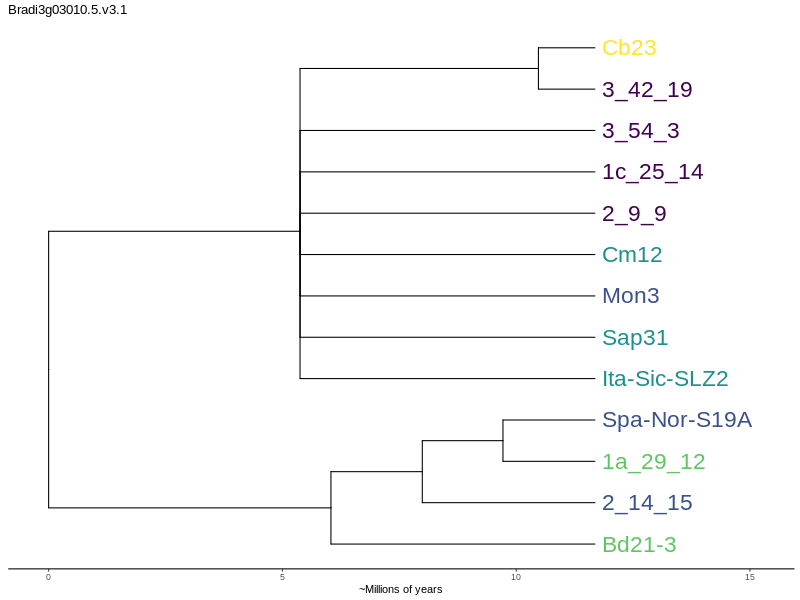 Bradi3g03010.5.v3.1
Cb23
3_42_19
3_54_3
1c_25_14
2_9_9
Cm12
Mon3
Sap31
Ita-Sic-SLZ2
Spa-Nor-S19A
1a_29_12
2_14_15
Bd21-3
0 5 10 15
~Millions of years